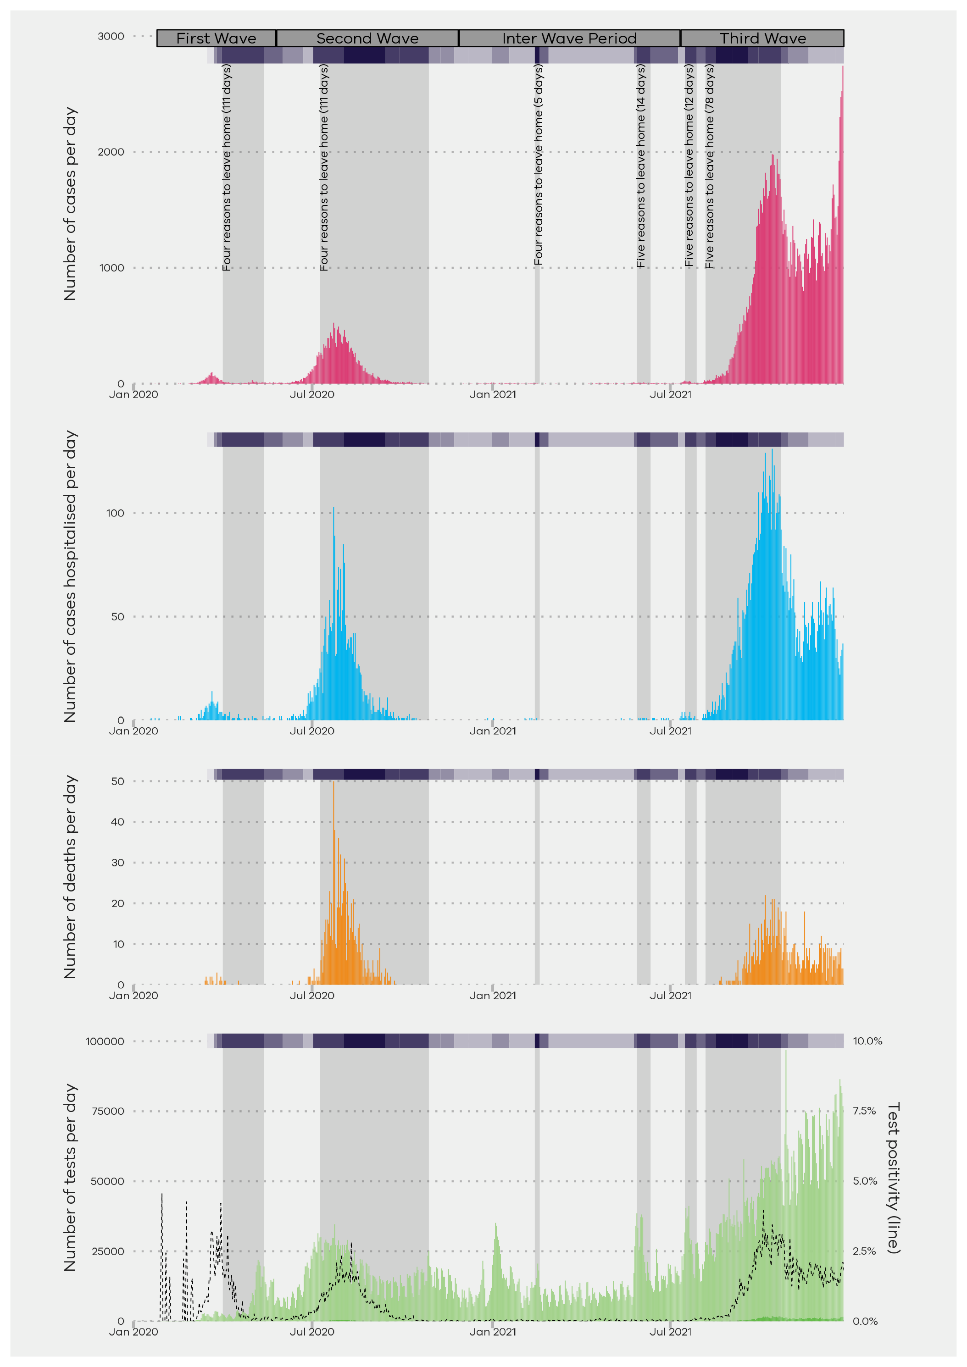 First Wave
Second Wave
Inter Wave Period
Third Wave
Number of cases per day
3000
2000
1000
0
Four reasons to leave home (111 days)
Four reasons to leave home (111 days)
Four reasons to leave home (5 days)
Five reasons to leave home (14 days)
Five reasons to leave home (12 days)
Five reasons to leave home (78 days)
Jan 2020
Jul 2020
Jan 2021
Jul 2021
Number of cases hospitalised per day
100
50
0
Jan 2020
Jul 2020
Jan 2021
Jul 2021
Number of deaths per day
50
40
30
20
10
0
Jan 2020
Jul 2020
Jan 2021
Jul 2021
Number of tests per day
100000
75000
50000
25000
0
10.0%
7.5%
5.0%
2.5%
0.0%
Test positivity (line)
Jan 2020
Jul 2020
Jan 2021
Jul 2021